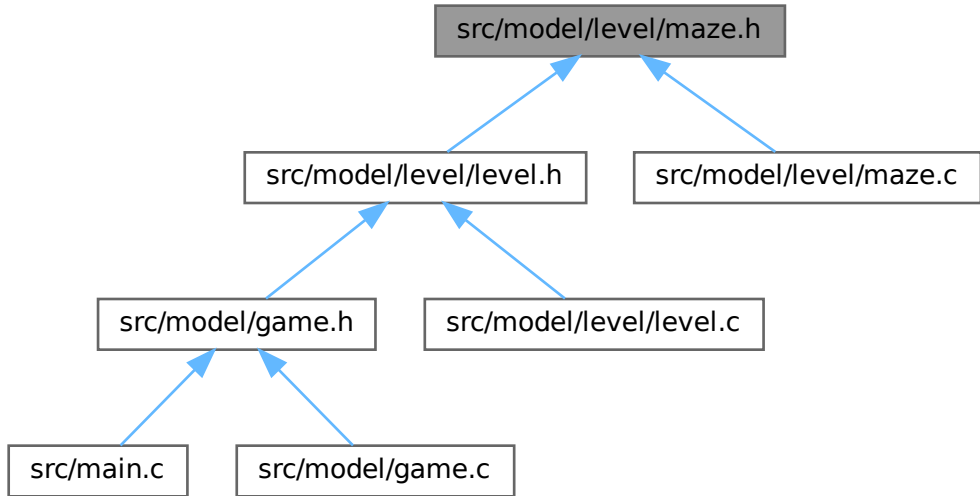 src/model/level/maze.h
src/model/level/level.h
src/model/level/maze.c
src/model/game.h
src/model/level/level.c
src/main.c
src/model/game.c